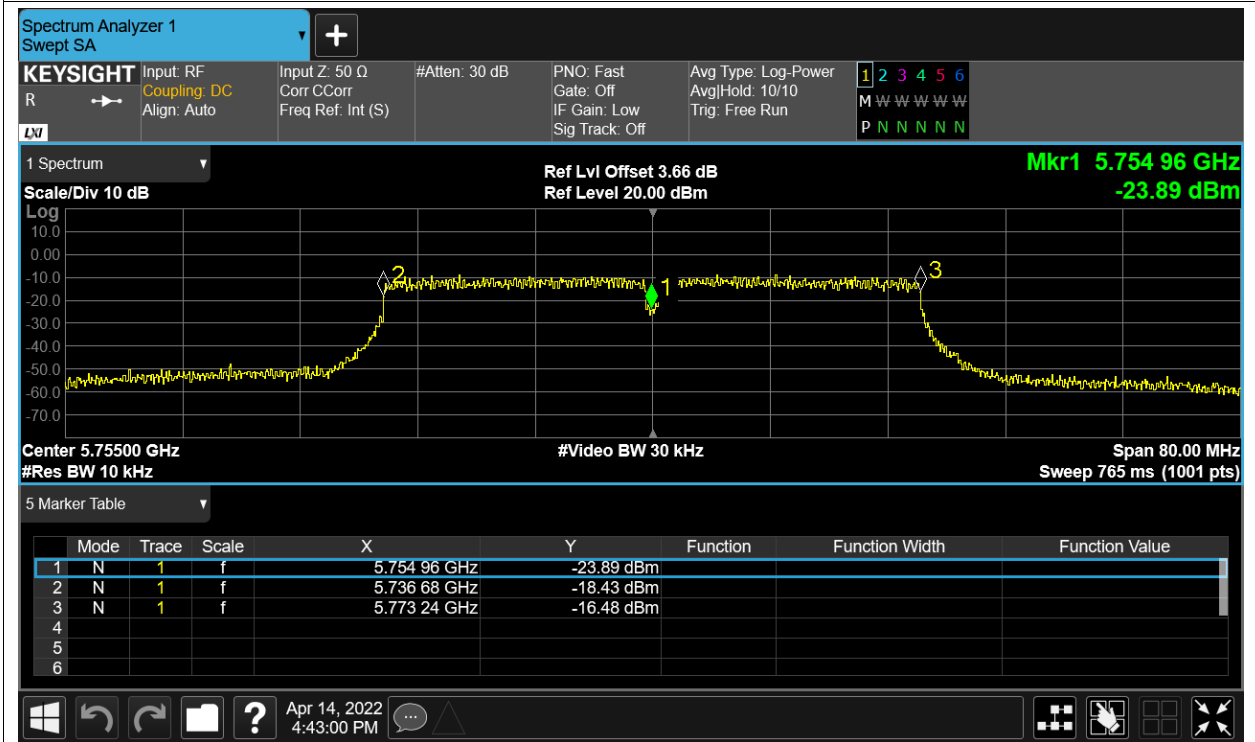 Spectrum Analyzer 1
Swept SA
KEYSIGHT Input: RF Input Z: 50 Ω #Atten: 30 dB PNO: Fast Avg Type: Log-Power 1 2 3 4 5 6
R Coupling: DC Corr CCorr Gate: Off Avg|Hold: 10/10 M W W W W W W
Align: Auto Freq Ref: Int (S) IF Gain: Low Trig: Free Run
LXI Sig Track: Off P N N N N N N
1 Spectrum Ref Lvl Offset 3.66 dB Mkr1 5.754 96 GHz
Scale/Div 10 dB Ref Level 20.00 dBm -23.89 dBm
Log
10.0
0.00
-10.0 2 3
-20.0 1
-30.0
-40.0
-50.0
-60.0
-70.0
Center 5.75500 GHz #Video BW 30 kHz Span 80.00 MHz
#Res BW 10 kHz Sweep 765 ms (1001 pts)
5 Marker Table
Mode Trace Scale X Y Function Function Width Function Value
1 N 1 f 5.754 96 GHz -23.89 dBm
2 N 1 f 5.736 68 GHz -18.43 dBm
3 N 1 f 5.773 24 GHz -16.48 dBm
4
5
6
? Apr 14, 2022
4:43:00 PM